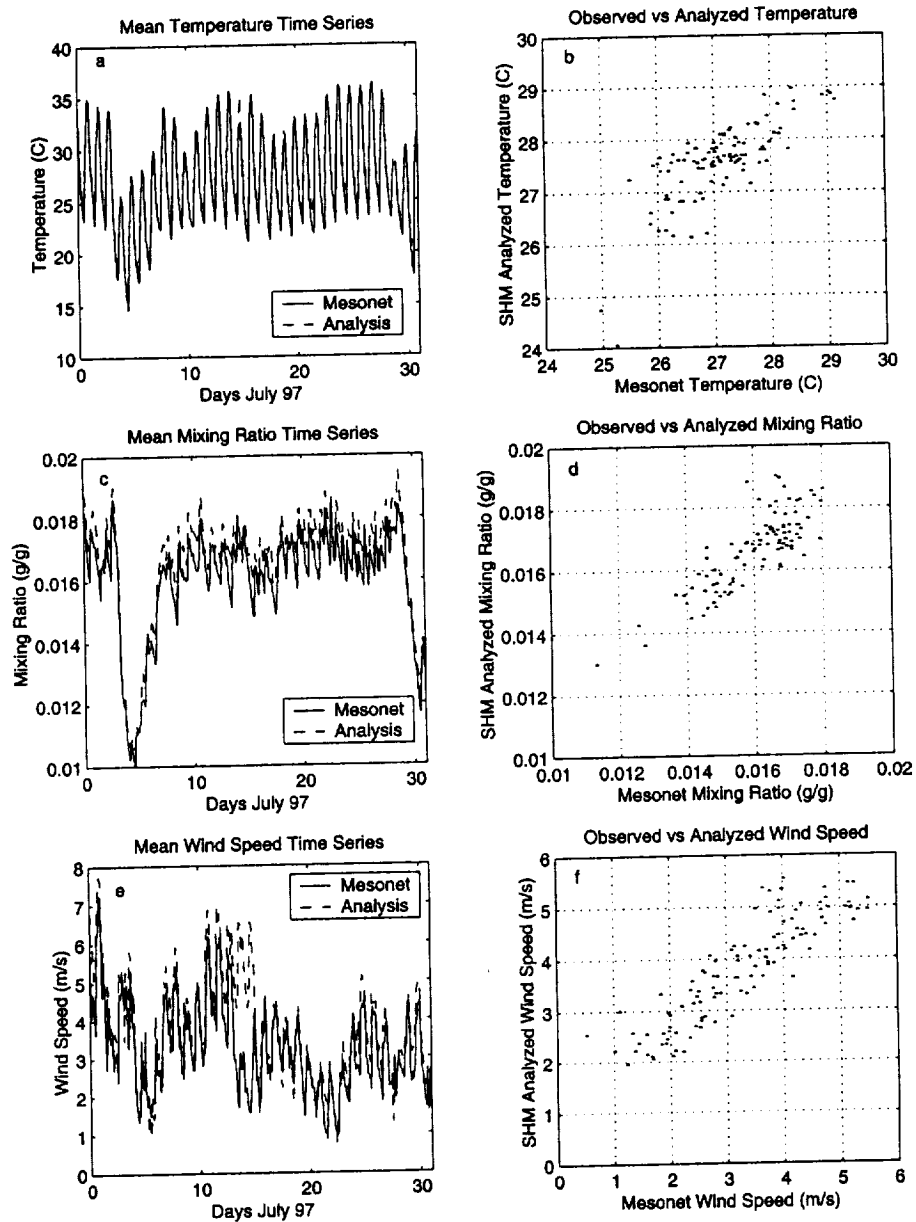 Mean Temperature Time Series
a
40
35
30
25
20
15
10
Temperature (C)
0
10
20
30
Days July 97
Mesonet
Analysis
Observed vs Analyzed Temperature
b
30
29
28
27
26
25
24
SHM Analyzed Temperature (C)
24
25
26
27
28
29
30
Mesonet Temperature (C)
Mean Mixing Ratio Time Series
c
0.02
0.018
0.016
0.014
0.012
0.01
Mixing Ratio (g/g)
0
10
20
30
Days July 97
Mesonet
Analysis
Observed vs Analyzed Mixing Ratio
d
0.02
0.018
0.016
0.014
0.012
0.01
SHM Analyzed Mixing Ratio (g/g)
0.01
0.012
0.014
0.016
0.018
0.02
Mesonet Mixing Ratio (g/g)
Mean Wind Speed Time Series
e
8
7
6
5
4
3
2
1
0
Wind Speed (m/s)
0
10
20
30
Days July 97
Mesonet
Analysis
Observed vs Analyzed Wind Speed
f
6
5
4
3
2
1
0
SHM Analyzed Wind Speed (m/s)
0
1
2
3
4
5
6
Mesonet Wind Speed (m/s)